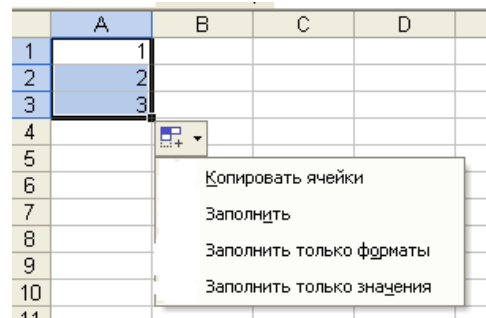 A B C D
1 1
2 2
3 3
4
5
6 Копировать ячейки
7 Заполнить
8
9 Заполнить только форматы
10 Заполнить только значения
11